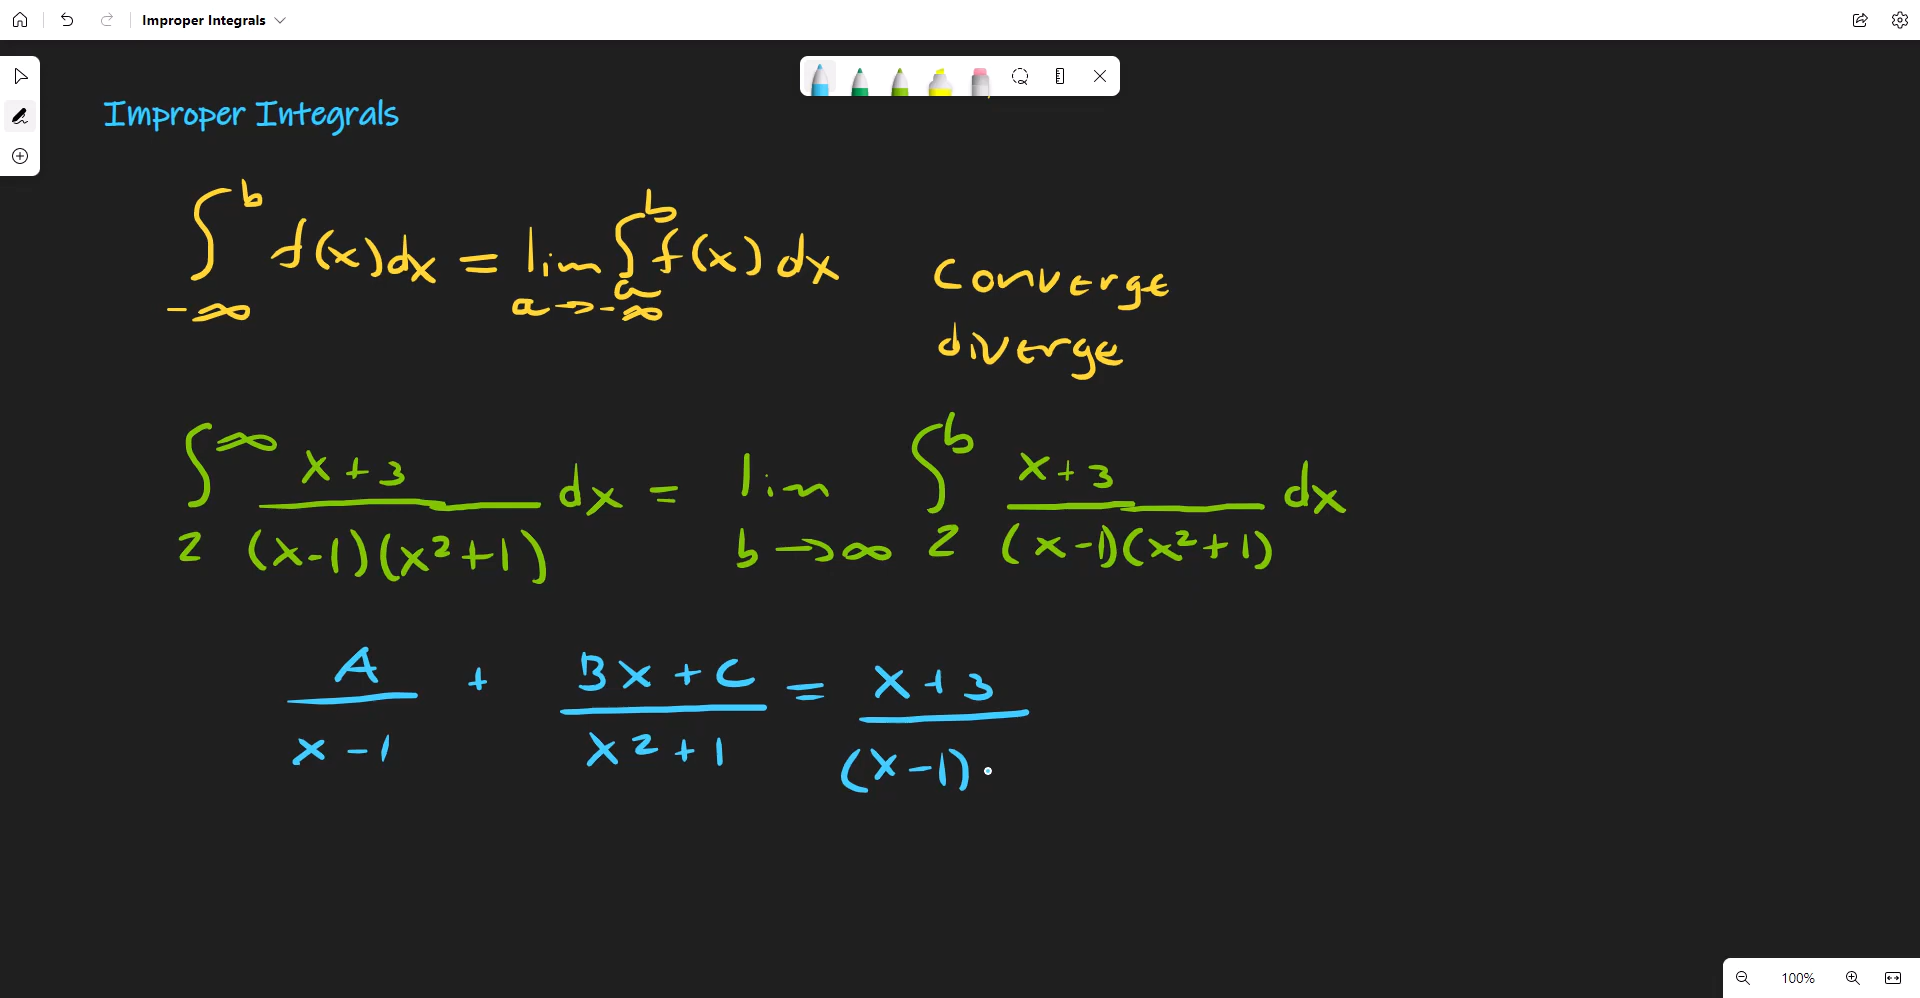 Improper Integrals
Improper Integrals
∫_{-∞}^{b} f(x)dx = lim_{a→-∞} ∫_{a}^{b} f(x)dx
Converge
diverge
∫_{2}^{∞} (x+3)/((x-1)(x²+1)) dx = lim_{b→∞} ∫_{2}^{b} (x+3)/((x-1)(x²+1)) dx
A/(x-1) + (Bx+C)/(x²+1) = (x+3)/((x-1)
100%